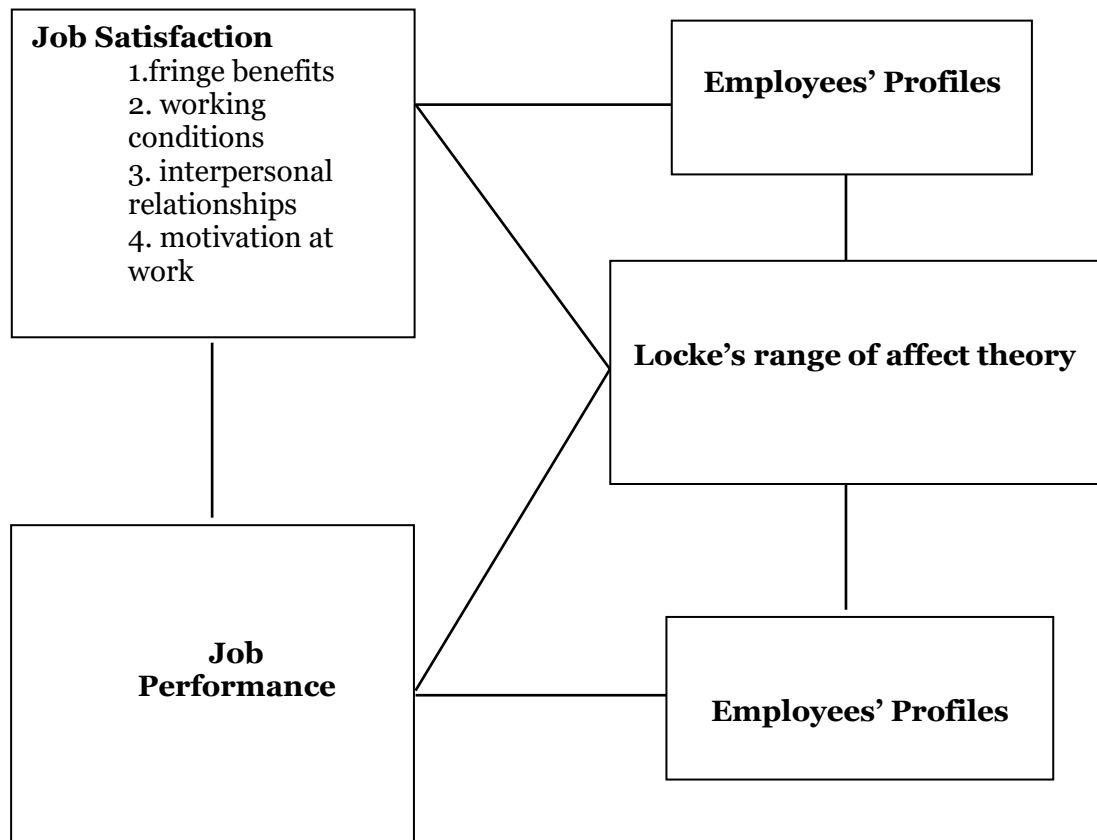 Job Satisfaction
1.fringe benefits
2. working
conditions
3. interpersonal
relationships
4. motivation at
work
Employees’ Profiles
Locke’s range of affect theory
Job
Performance
Employees’ Profiles